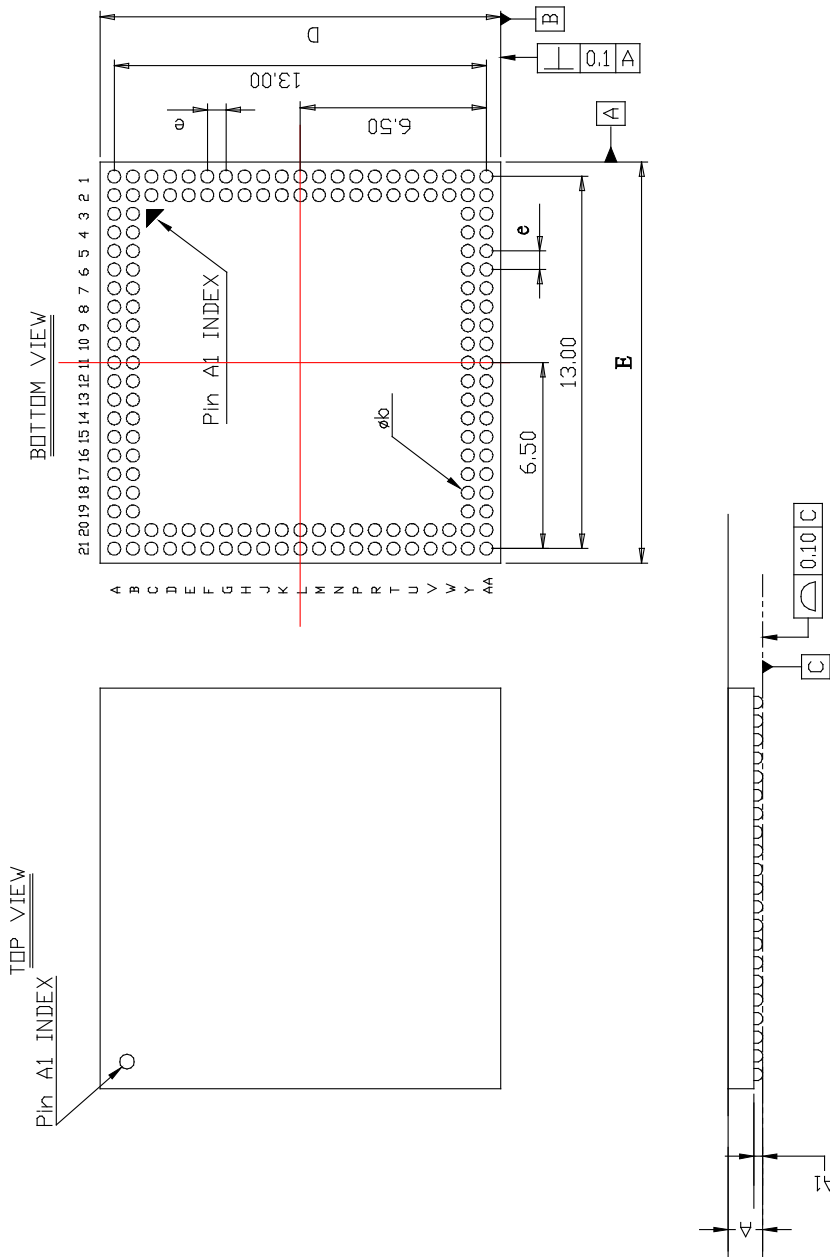 TOP VIEW
Pin A1 INDEX
BOTTOM VIEW
21 20 19 18 17 16 15 14 13 12 11 10 9 8 7 6 5 4 3 2 1
A
B
C
D
E
F
G
H
J
K
L
M
N
P
R
T
U
V
W
Y
AA
Pin A1 INDEX
øb
e
6.50
13.00
D
B
⊥ 0.1 A
A
e
6.50
13.00
E
A
A1
⌓ 0.10 C
C